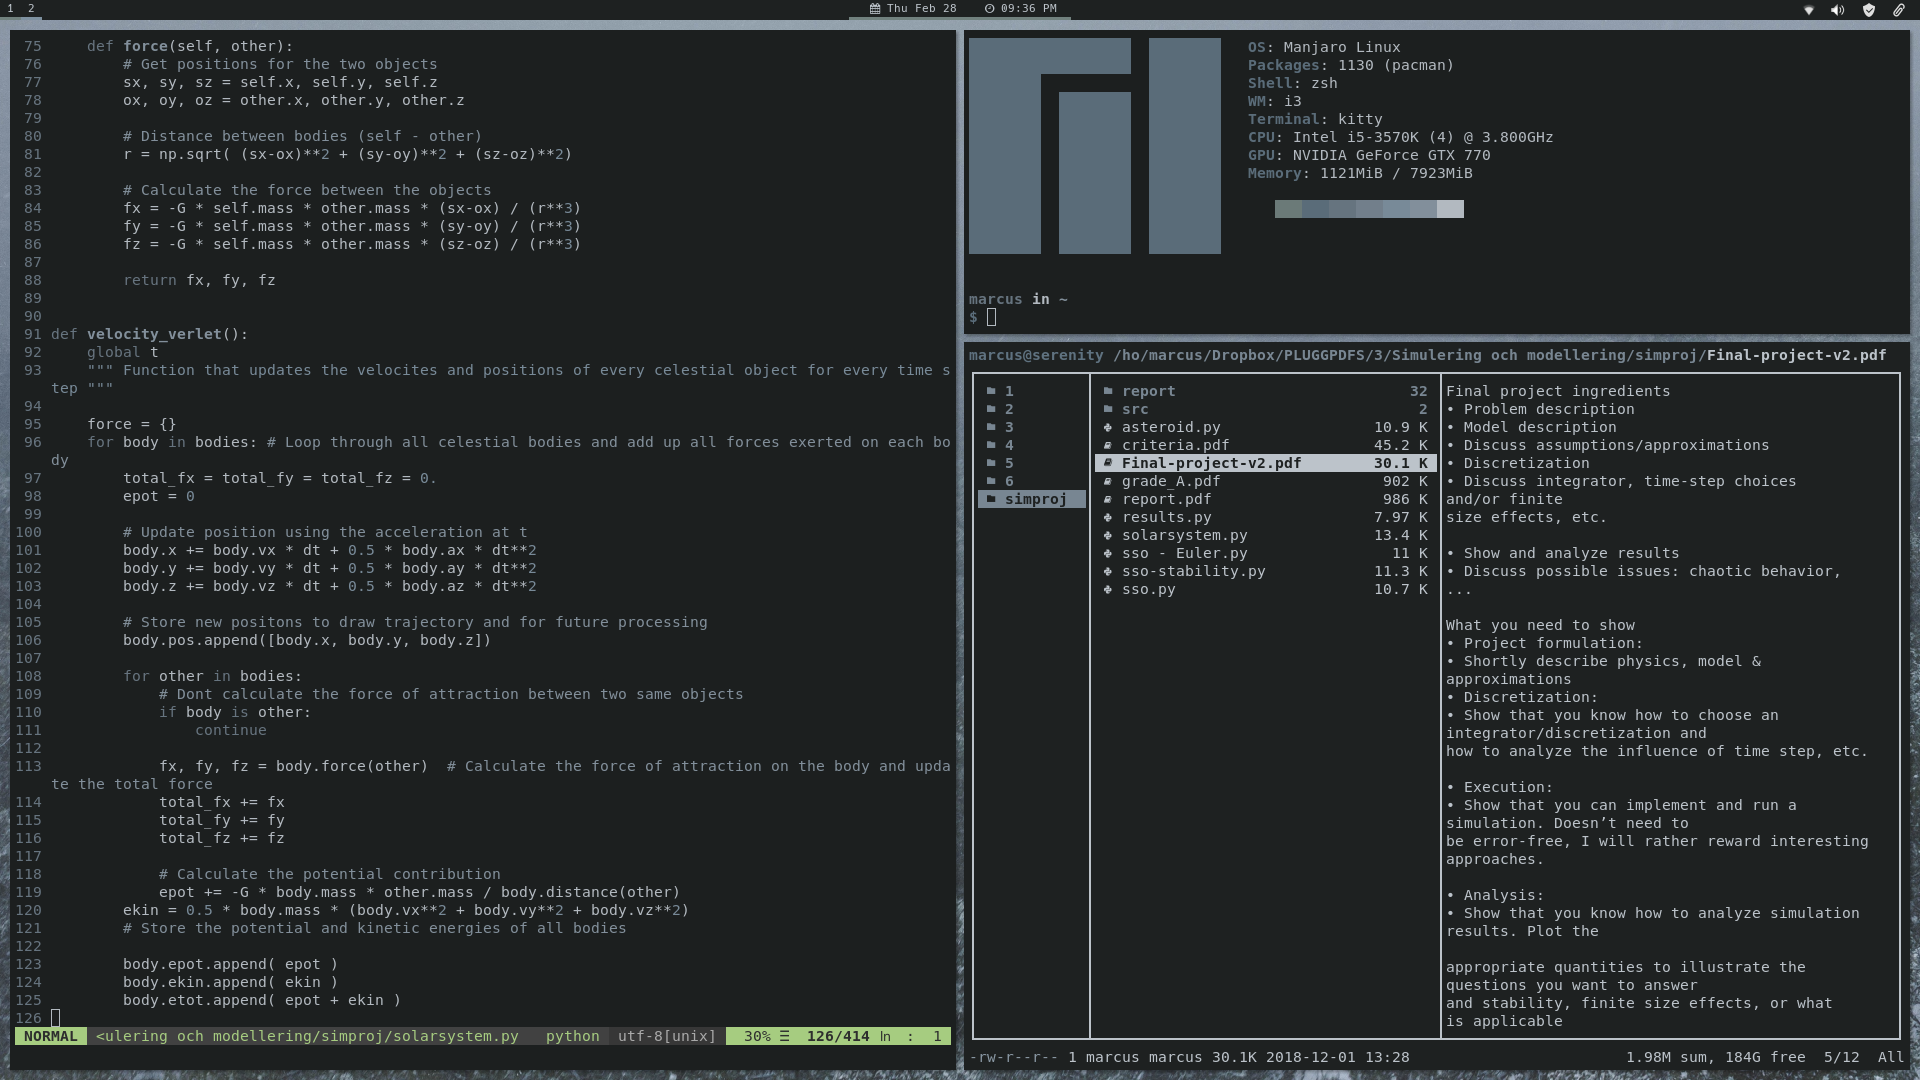 1 2
Thu Feb 28 09:36 PM
75     def force(self, other):
76         # Get positions for the two objects
77         sx, sy, sz = self.x, self.y, self.z
78         ox, oy, oz = other.x, other.y, other.z
79
80         # Distance between bodies (self - other)
81         r = np.sqrt( (sx-ox)**2 + (sy-oy)**2 + (sz-oz)**2)
82
83         # Calculate the force between the objects
84         fx = -G * self.mass * other.mass * (sx-ox) / (r**3)
85         fy = -G * self.mass * other.mass * (sy-oy) / (r**3)
86         fz = -G * self.mass * other.mass * (sz-oz) / (r**3)
87
88         return fx, fy, fz
89
90
91 def velocity_verlet():
92     global t
93     """ Function that updates the velocites and positions of every celestial object for every time s
tep """
94
95     force = {}
96     for body in bodies: # Loop through all celestial bodies and add up all forces exerted on each bo
dy
97         total_fx = total_fy = total_fz = 0.
98         epot = 0
99
100         # Update position using the acceleration at t
101         body.x += body.vx * dt + 0.5 * body.ax * dt**2
102         body.y += body.vy * dt + 0.5 * body.ay * dt**2
103         body.z += body.vz * dt + 0.5 * body.az * dt**2
104
105         # Store new positons to draw trajectory and for future processing
106         body.pos.append([body.x, body.y, body.z])
107
108         for other in bodies:
109             # Dont calculate the force of attraction between two same objects
110             if body is other:
111                 continue
112
113             fx, fy, fz = body.force(other)  # Calculate the force of attraction on the body and upda
te the total force
114             total_fx += fx
115             total_fy += fy
116             total_fz += fz
117
118             # Calculate the potential contribution
119             epot += -G * body.mass * other.mass / body.distance(other)
120         ekin = 0.5 * body.mass * (body.vx**2 + body.vy**2 + body.vz**2)
121         # Store the potential and kinetic energies of all bodies
122
123         body.epot.append( epot )
124         body.ekin.append( ekin )
125         body.etot.append( epot + ekin )
126
NORMAL <ulering och modellering/simproj/solarsystem.py python utf-8[unix] 30% ☰ 126/414 ln : 1
OS: Manjaro Linux
Packages: 1130 (pacman)
Shell: zsh
WM: i3
Terminal: kitty
CPU: Intel i5-3570K (4) @ 3.800GHz
GPU: NVIDIA GeForce GTX 770
Memory: 1121MiB / 7923MiB
marcus in ~
$
marcus@serenity /ho/marcus/Dropbox/PLUGGPDFS/3/Simulering och modellering/simproj/Final-project-v2.pdf
1
2
3
4
5
6
simproj
report 32
src 2
asteroid.py 10.9 K
criteria.pdf 45.2 K
Final-project-v2.pdf 30.1 K
grade_A.pdf 902 K
report.pdf 986 K
results.py 7.97 K
solarsystem.py 13.4 K
sso - Euler.py 11 K
sso-stability.py 11.3 K
sso.py 10.7 K
Final project ingredients
• Problem description
• Model description
• Discuss assumptions/approximations
• Discretization
• Discuss integrator, time-step choices
and/or finite
size effects, etc.
• Show and analyze results
• Discuss possible issues: chaotic behavior,
...
What you need to show
• Project formulation:
• Shortly describe physics, model &
approximations
• Discretization:
• Show that you know how to choose an
integrator/discretization and
how to analyze the influence of time step, etc.
• Execution:
• Show that you can implement and run a
simulation. Doesn’t need to
be error-free, I will rather reward interesting
approaches.
• Analysis:
• Show that you know how to analyze simulation
results. Plot the
appropriate quantities to illustrate the
questions you want to answer
and stability, finite size effects, or what
is applicable
-rw-r--r-- 1 marcus marcus 30.1K 2018-12-01 13:28 1.98M sum, 184G free 5/12 All